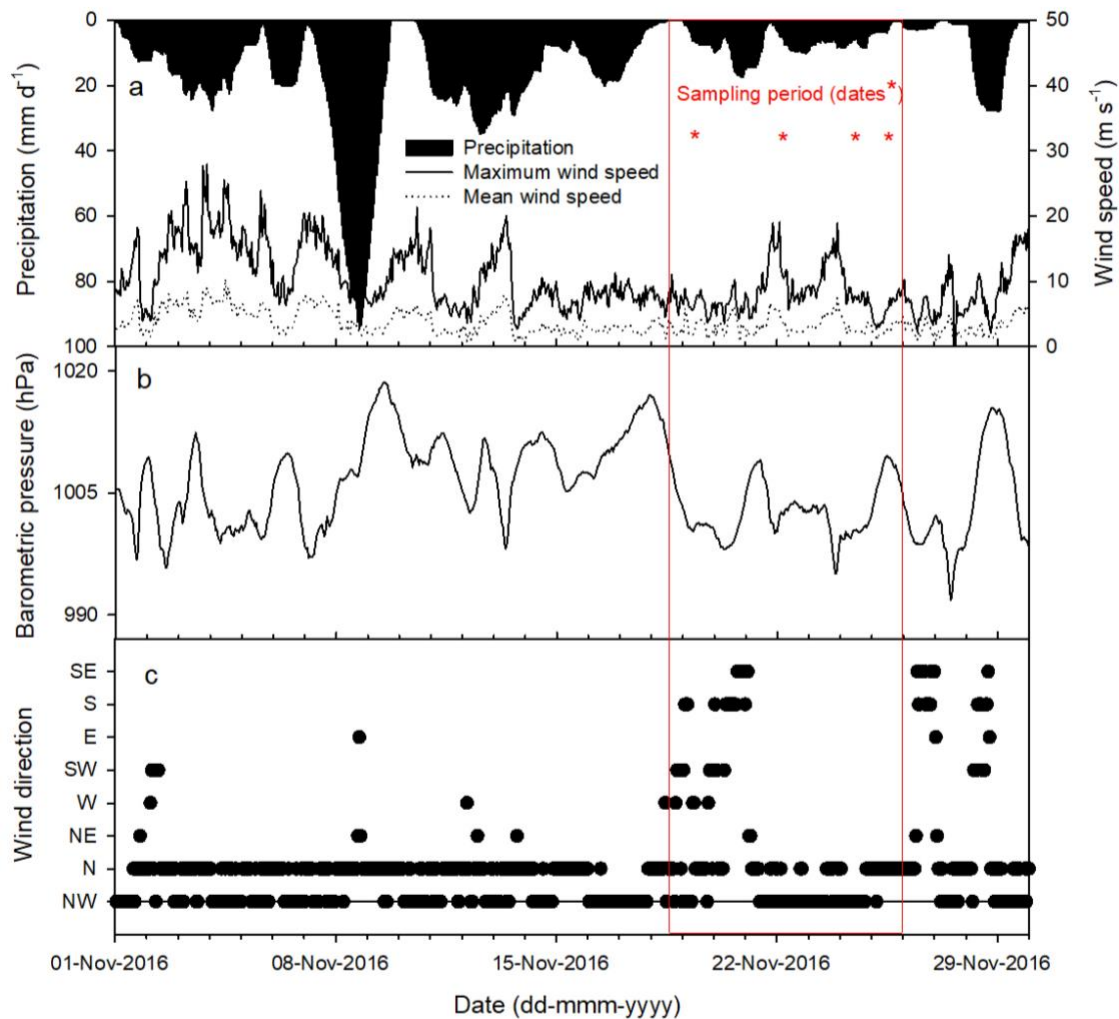 0
50
a
20
40
Sampling period (dates*)
* * * *
Precipitation (mm d-1)
40
30
Wind speed (m s-1)
Precipitation
Maximum wind speed
Mean wind speed
60
20
80
10
100
0
b
1020
Barometric pressure (hPa)
1005
990
c
Wind direction
SE
S
E
SW
W
NE
N
NW
01-Nov-2016 08-Nov-2016 15-Nov-2016 22-Nov-2016 29-Nov-2016
Date (dd-mmm-yyyy)